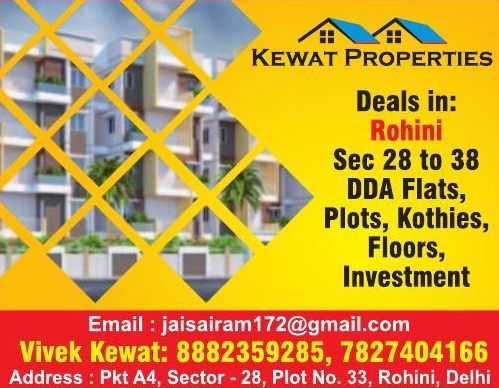 KEWAT PROPERTIES
Deals in:
Rohini
Sec 28 to 38
DDA Flats,
Plots, Kothies,
Floors,
Investment
Email : jaisairam172@gmail.com
Vivek Kewat: 8882359285, 7827404166
Address : Pkt A4, Sector - 28, Plot No. 33, Rohini, Delhi